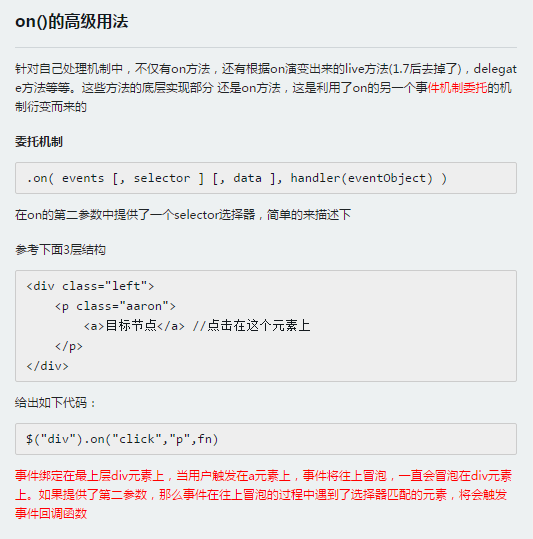 on()的高级用法
针对自己处理机制中，不仅有on方法，还有根据on演变出来的live方法(1.7后去掉了)，delegat
e方法等等。这些方法的底层实现部分 还是on方法，这是利用了on的另一个事件机制委托的机
制衍变而来的
委托机制
.on( events [, selector ] [, data ], handler(eventObject) )
在on的第二参数中提供了一个selector选择器，简单的来描述下
参考下面3层结构
<div class="left">
    <p class="aaron">
        <a>目标节点</a> //点击在这个元素上
    </p>
</div>
给出如下代码：
$("div").on("click","p",fn)
事件绑定在最上层div元素上，当用户触发在a元素上，事件将往上冒泡，一直会冒泡在div元素
上。如果提供了第二参数，那么事件在往上冒泡的过程中遇到了选择器匹配的元素，将会触发
事件回调函数